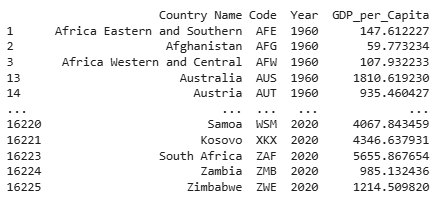 Country Name Code Year GDP_per_Capita
1 Africa Eastern and Southern AFE 1960 147.612227
2 Afghanistan AFG 1960 59.773234
3 Africa Western and Central AFW 1960 107.932233
13 Australia AUS 1960 1810.619230
14 Austria AUT 1960 935.460427
... ... ... ... ...
16220 Samoa WSM 2020 4067.843459
16221 Kosovo XKX 2020 4346.637931
16223 South Africa ZAF 2020 5655.867654
16224 Zambia ZMB 2020 985.132436
16225 Zimbabwe ZWE 2020 1214.509820